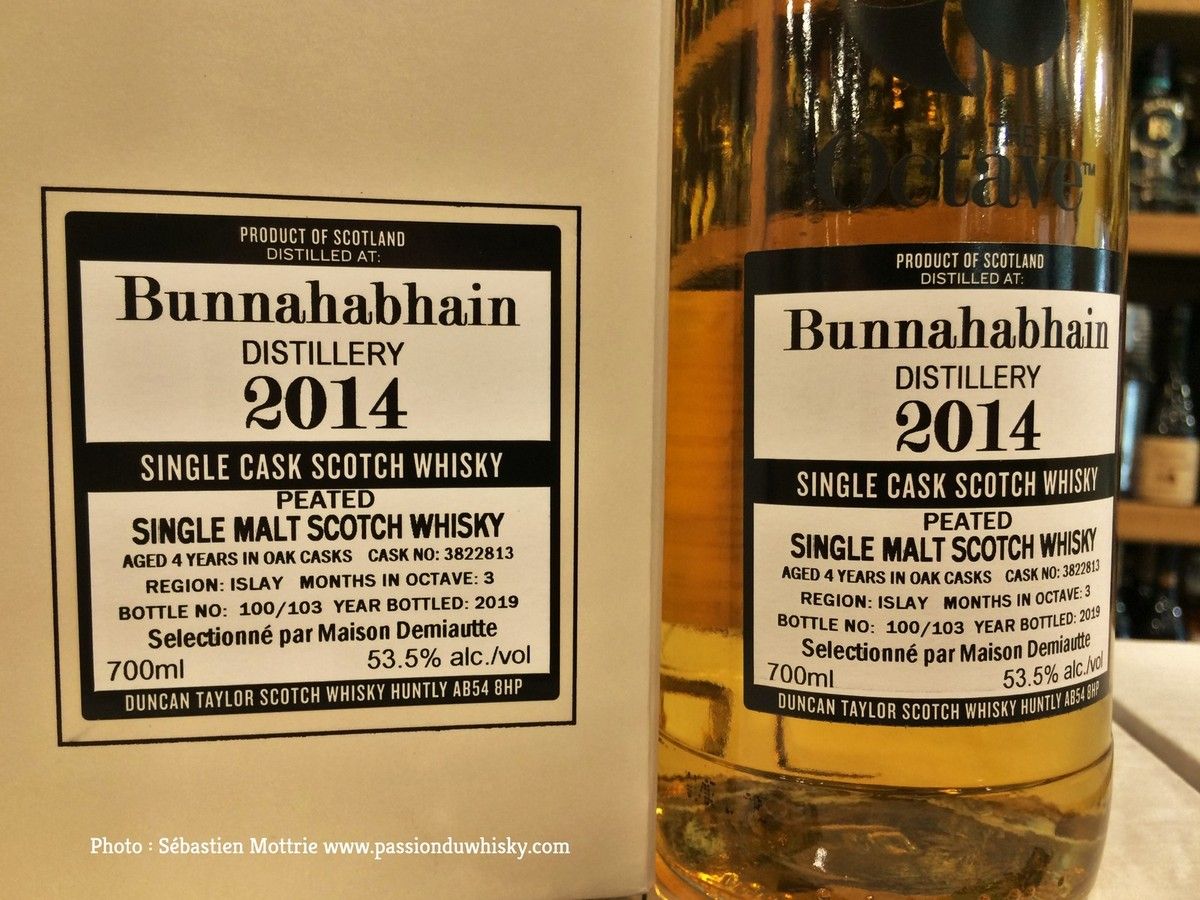 PRODUCT OF SCOTLAND
DISTILLED AT:
Bunnahabhain
DISTILLERY
2014
SINGLE CASK SCOTCH WHISKY
PEATED
SINGLE MALT SCOTCH WHISKY
AGED 4 YEARS IN OAK CASKS CASK NO: 3822813
REGION: ISLAY MONTHS IN OCTAVE: 3
BOTTLE NO: 100/103 YEAR BOTTLED: 2019
Selectionné par Maison Demiautte
700ml 53.5% alc./vol
DUNCAN TAYLOR SCOTCH WHISKY HUNTLY AB54 8HP
THE
Octave™
PRODUCT OF SCOTLAND
DISTILLED AT:
Bunnahabhain
DISTILLERY
2014
SINGLE CASK SCOTCH WHISKY
PEATED
SINGLE MALT SCOTCH WHISKY
AGED 4 YEARS IN OAK CASKS CASK NO: 3822813
REGION: ISLAY MONTHS IN OCTAVE: 3
BOTTLE NO: 100/103 YEAR BOTTLED: 2019
Selectionné par Maison Demiautte
700ml 53.5% alc./vol
DUNCAN TAYLOR SCOTCH WHISKY HUNTLY AB54 8HP
Photo : Sébastien Mottrie www.passionduwhisky.com